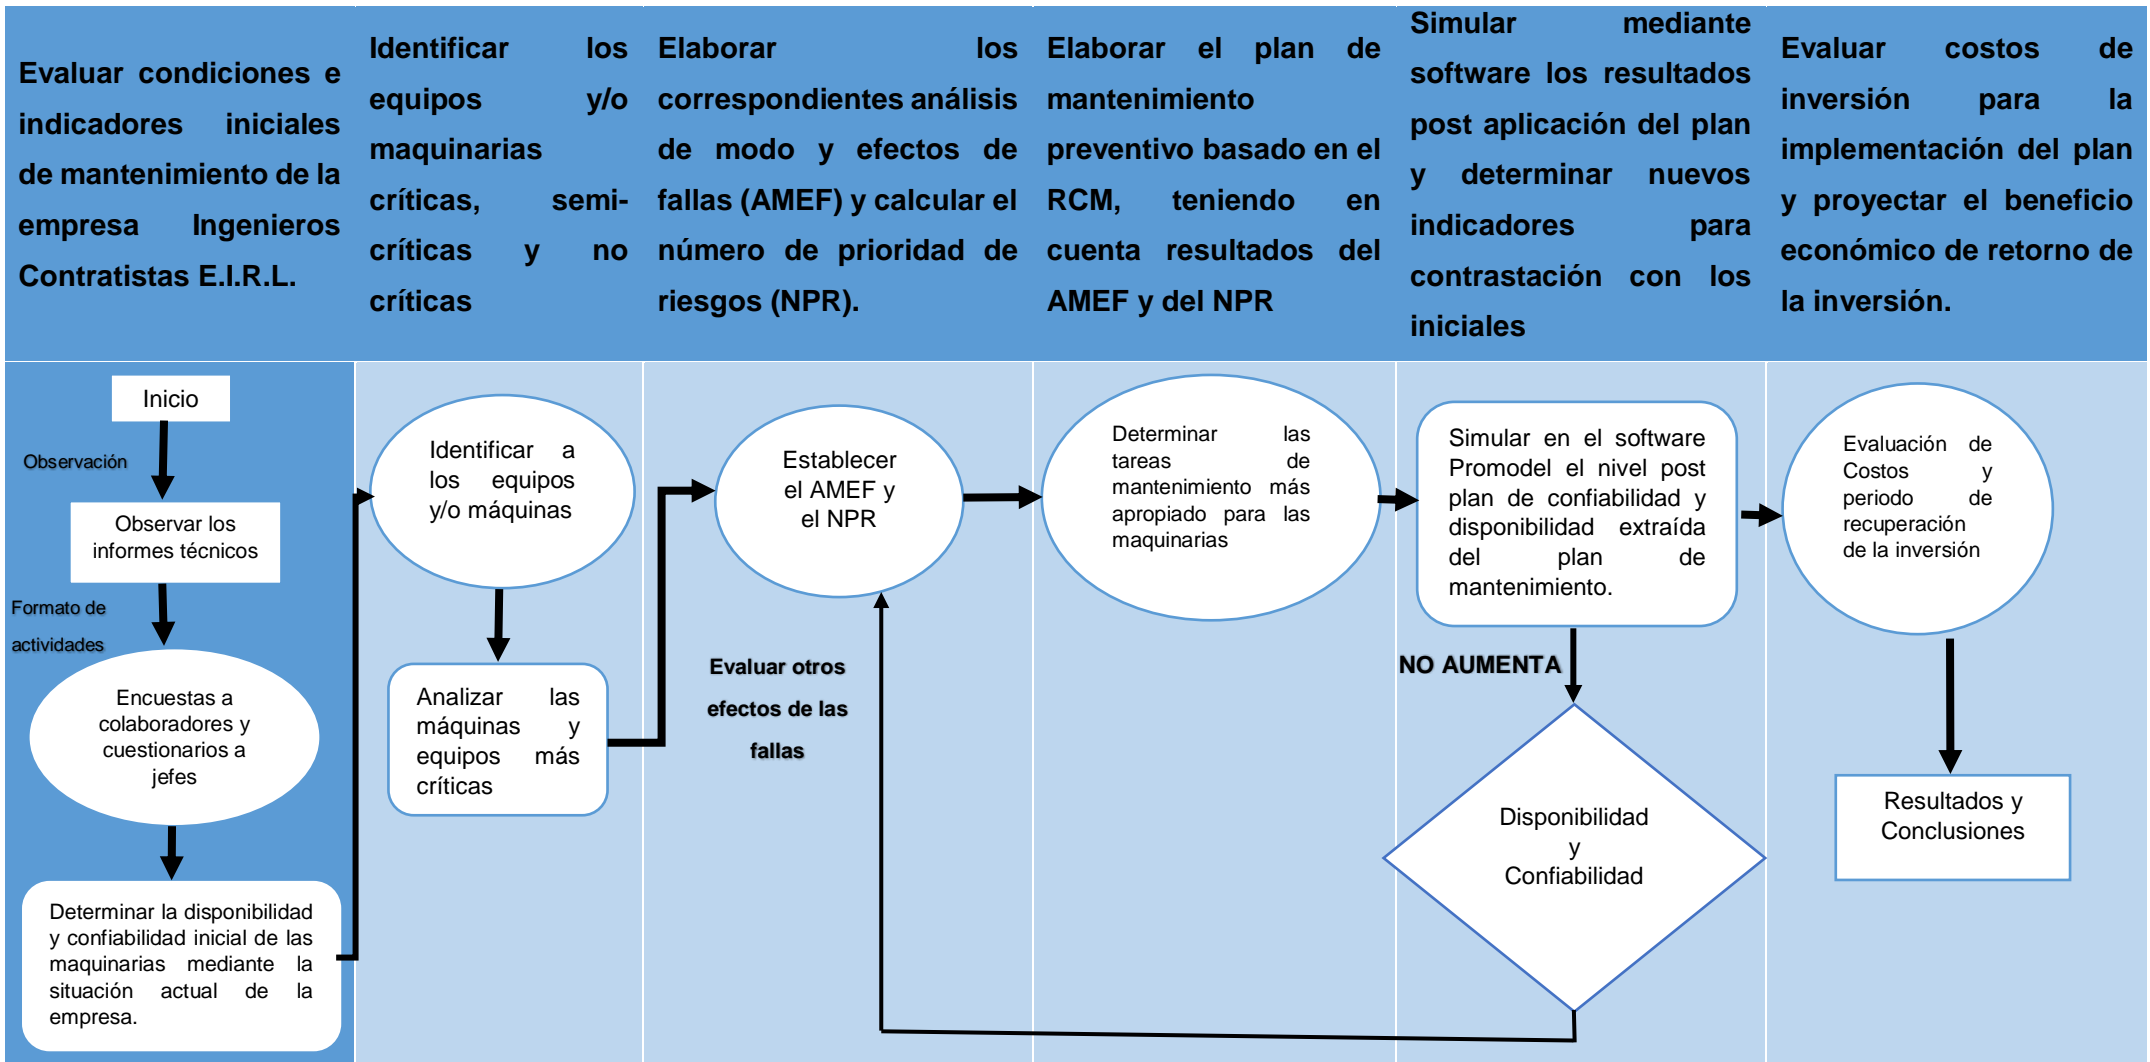 Evaluar condiciones e
indicadores iniciales
de mantenimiento de la
empresa Ingenieros
Contratistas E.I.R.L.
Identificar los
equipos y/o
maquinarias
críticas, semi-
críticas y no
críticas
Elaborar los
correspondientes análisis
de modo y efectos de
fallas (AMEF) y calcular el
número de prioridad de
riesgos (NPR).
Elaborar el plan de
mantenimiento
preventivo basado en el
RCM, teniendo en
cuenta resultados del
AMEF y del NPR
Simular mediante
software los resultados
post aplicación del plan
y determinar nuevos
indicadores para
contrastación con los
iniciales
Evaluar costos de
inversión para la
implementación del plan
y proyectar el beneficio
económico de retorno de
la inversión.
Inicio
Observación
Observar los
informes técnicos
Formato de
actividades
Encuestas a
colaboradores y
cuestionarios a
jefes
Determinar la disponibilidad
y confiabilidad inicial de las
maquinarias mediante la
situación actual de la
empresa.
Identificar a
los equipos
y/o máquinas
Analizar las
máquinas y
equipos más
críticas
Establecer
el AMEF y
el NPR
Evaluar otros
efectos de las
fallas
Determinar las
tareas de
mantenimiento más
apropiado para las
maquinarias
Simular en el software
Promodel el nivel post
plan de confiabilidad y
disponibilidad extraída
del plan de
mantenimiento.
NO AUMENTA
Disponibilidad
y
Confiabilidad
Evaluación de
Costos y
periodo de
recuperación
de la inversión
Resultados y
Conclusiones